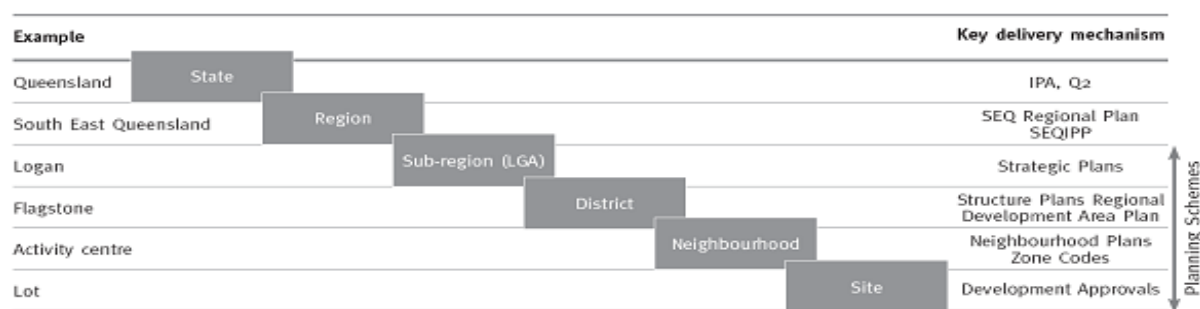 Example Key delivery mechanism
Queensland State IPA, Q2
South East Queensland Region SEQ Regional Plan
SEQIPP
Logan Sub-region (LGA) Strategic Plans
Flagstone District Structure Plans Regional
Development Area Plan
Activity centre Neighbourhood Neighbourhood Plans
Zone Codes
Lot Site Development Approvals
Planning Schemes